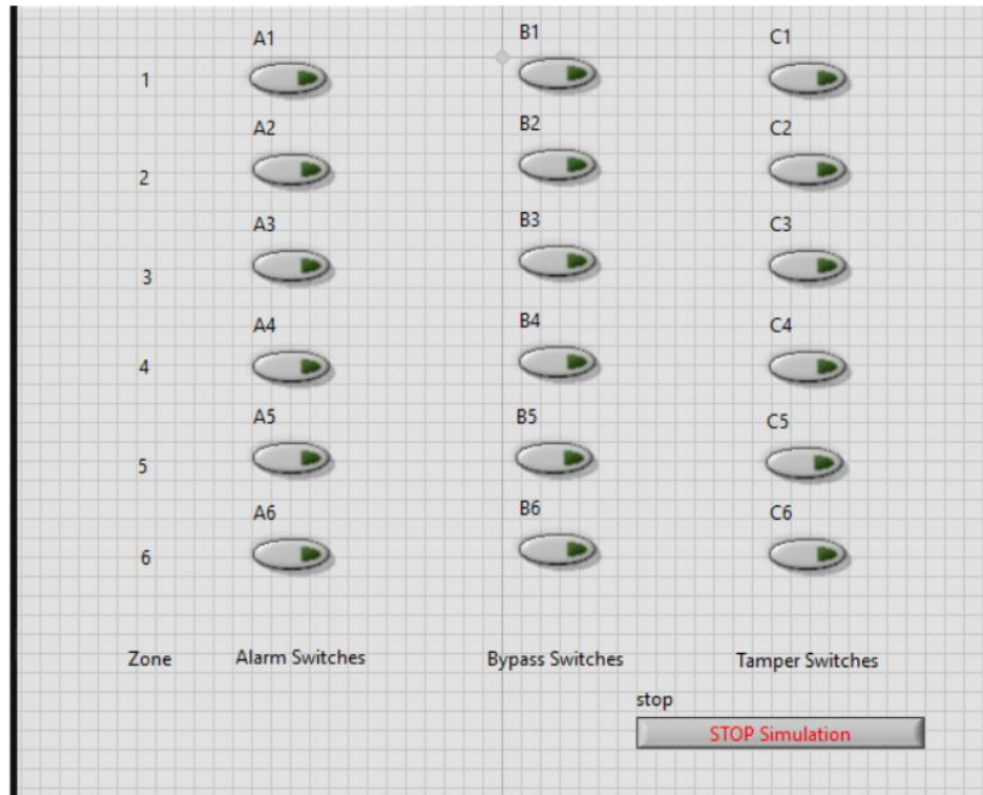 A1 B1 C1
1
A2 B2 C2
2
A3 B3 C3
3
A4 B4 C4
4
A5 B5 C5
5
A6 B6 C6
6
Zone Alarm Switches Bypass Switches Tamper Switches
stop
STOP Simulation